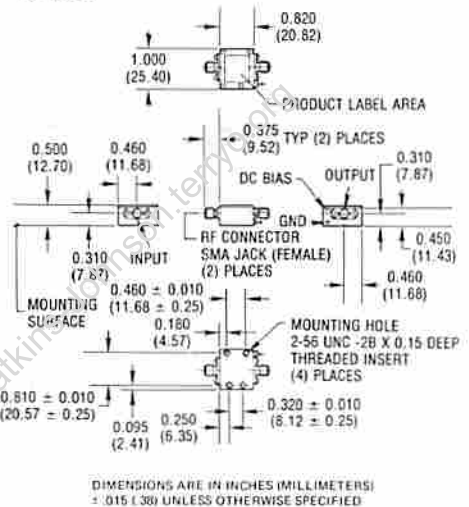 0.820
(20.82)
1.000
(25.40)
PRODUCT LABEL AREA
0.375
(9.52)
TYP (2) PLACES
0.500
(12.70)
0.460
(11.68)
DC BIAS
OUTPUT
0.310
(7.87)
INPUT
GND
0.310
(7.87)
RF CONNECTOR
SMA JACK (FEMALE)
(2) PLACES
0.450
(11.43)
0.460
(11.68)
MOUNTING
SURFACE
0.460 ± 0.010
(11.68 ± 0.25)
0.180
(4.57)
MOUNTING HOLE
2-56 UNC -2B X 0.15 DEEP
THREADED INSERT
(4) PLACES
0.810 ± 0.010
(20.57 ± 0.25)
0.095
(2.41)
0.250
(6.35)
0.320 ± 0.010
(8.12 ± 0.25)
DIMENSIONS ARE IN INCHES (MILLIMETERS)
± .015 (.38) UNLESS OTHERWISE SPECIFIED